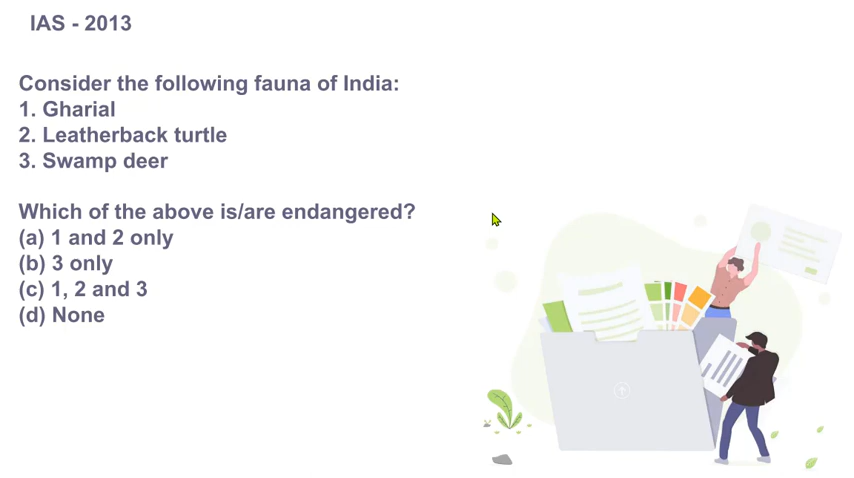 IAS - 2013
Consider the following fauna of India:
1. Gharial
2. Leatherback turtle
3. Swamp deer
Which of the above is/are endangered?
(a) 1 and 2 only
(b) 3 only
(c) 1, 2 and 3
(d) None